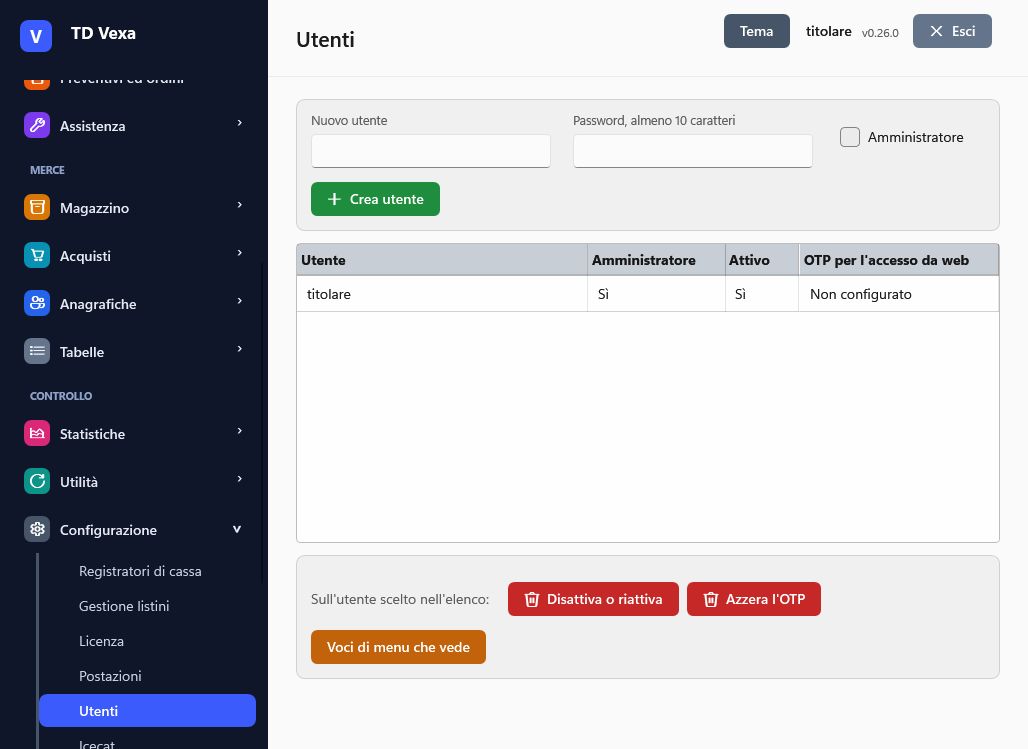 V
TD Vexa
Preventivi ed ordini
Assistenza
MERCE
Magazzino
Acquisti
Anagrafiche
Tabelle
CONTROLLO
Statistiche
Utilità
Configurazione
Registratori di cassa
Gestione listini
Licenza
Postazioni
Utenti
Icecat
Utenti
Tema
titolare
v0.26.0
Esci
Nuovo utente
Password, almeno 10 caratteri
Amministratore
Crea utente
Utente Amministratore Attivo OTP per l'accesso da web
titolare Sì Sì Non configurato
Sull'utente scelto nell'elenco:
Disattiva o riattiva
Azzera l'OTP
Voci di menu che vede